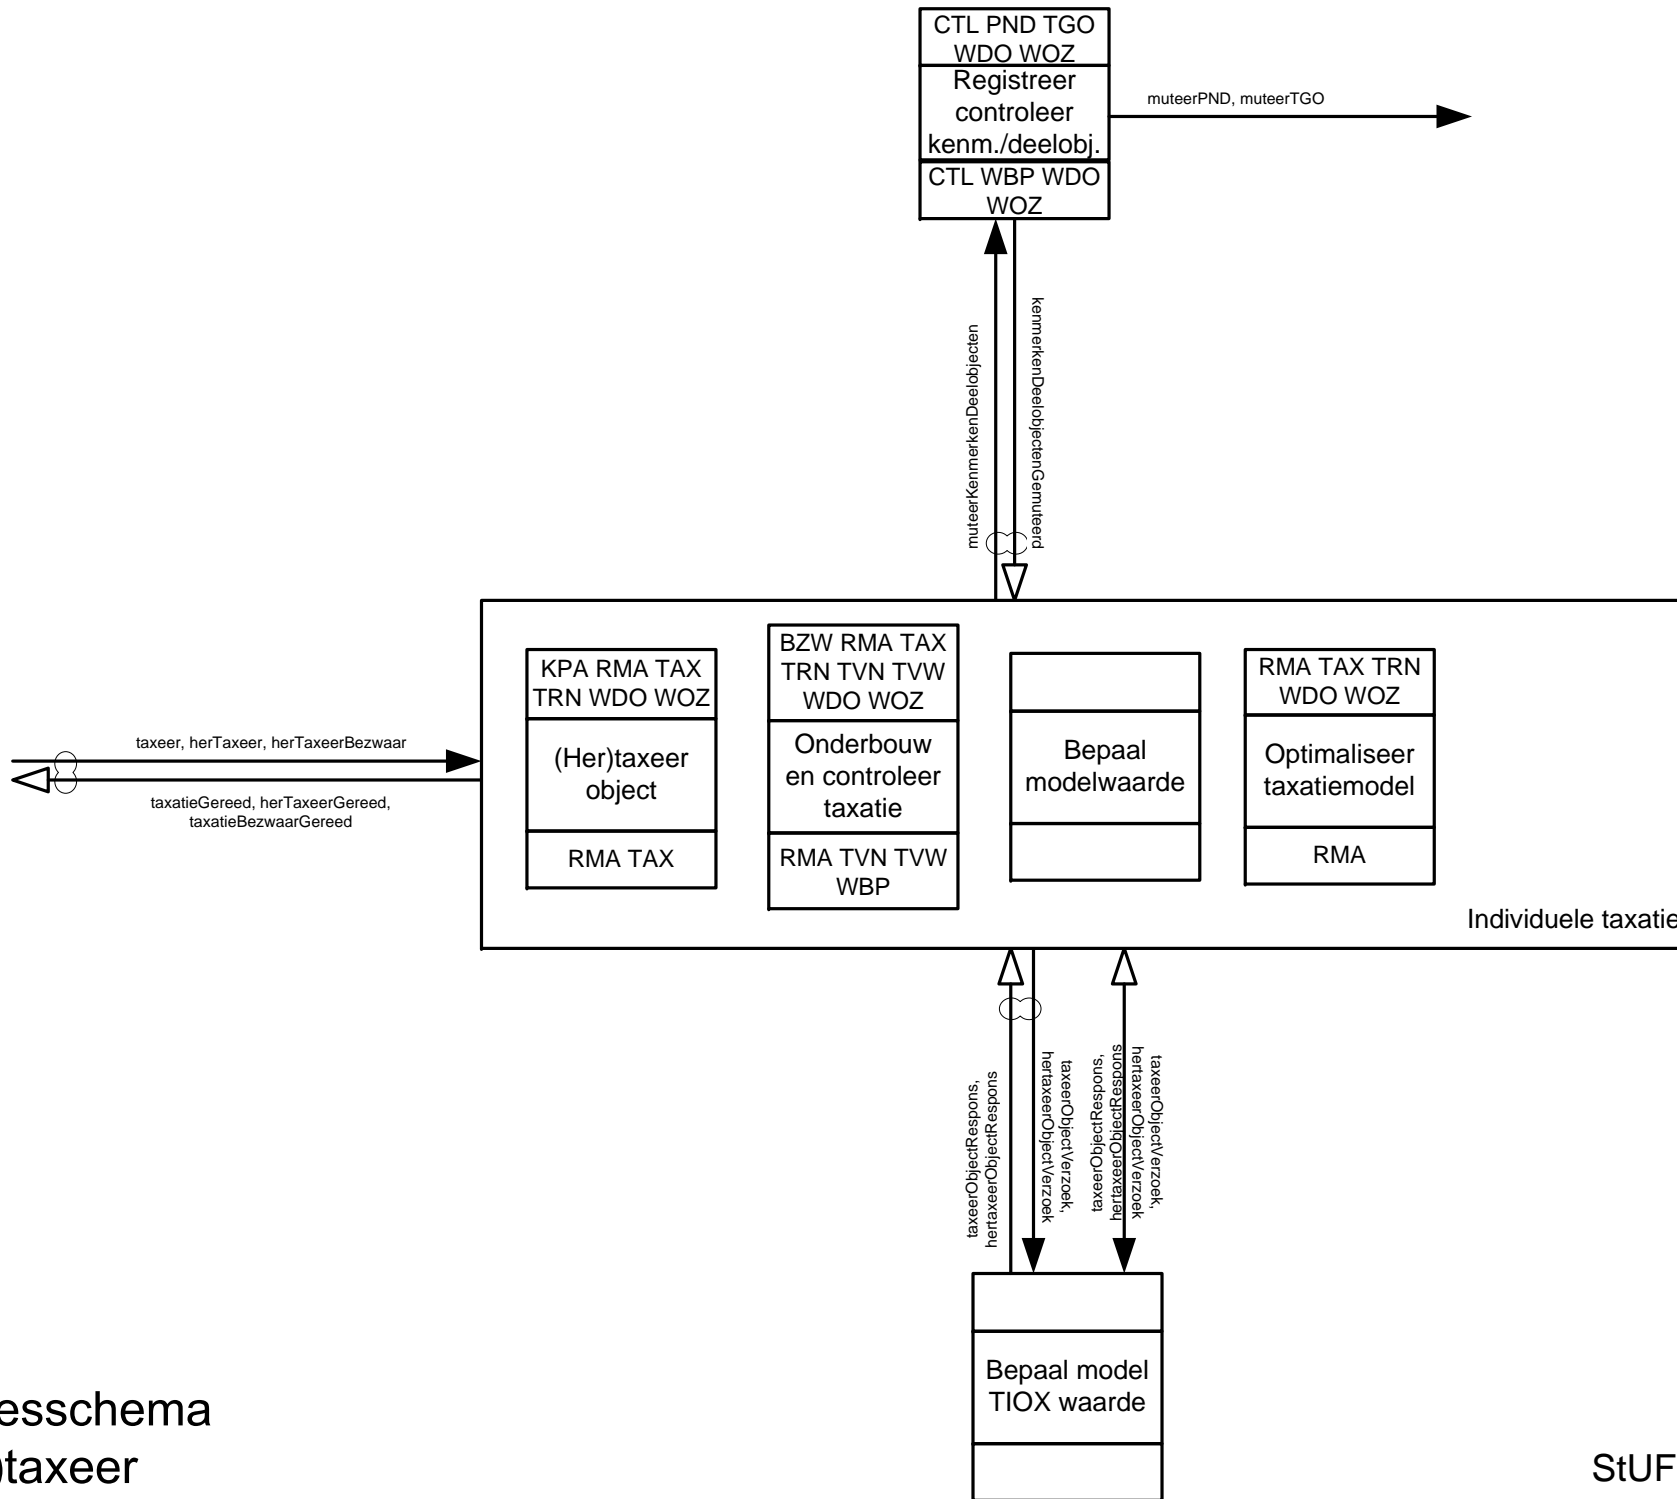 CTL PND TGO
WDO WOZ
Registreer
controleer
kenm./deelobj.
CTL WBP WDO
WOZ
muteerPND, muteerTGO
muteerKenmerkenDeelobjecten
kenmerkenDeelobjectenGemuteerd
taxeer, herTaxeer, herTaxeerBezwaar
taxatieGereed, herTaxeerGereed,
taxatieBezwaarGereed
KPA RMA TAX
TRN WDO WOZ
(Her)taxeer
object
RMA TAX
BZW RMA TAX
TRN TVN TVW
WDO WOZ
Onderbouw
en controleer
taxatie
RMA TVN TVW
WBP
Bepaal
modelwaarde
RMA TAX TRN
WDO WOZ
Optimaliseer
taxatiemodel
RMA
Individuele taxatie
taxeerObjectRespons,
hertaxeerObjectRespons
taxeerObjectVerzoek,
hertaxeerObjectVerzoek
taxeerObjectRespons,
hertaxeerObjectRespons
taxeerObjectVerzoek,
hertaxeerObjectVerzoek
Bepaal model
TIOX waarde
esschema
)taxeer
StUF